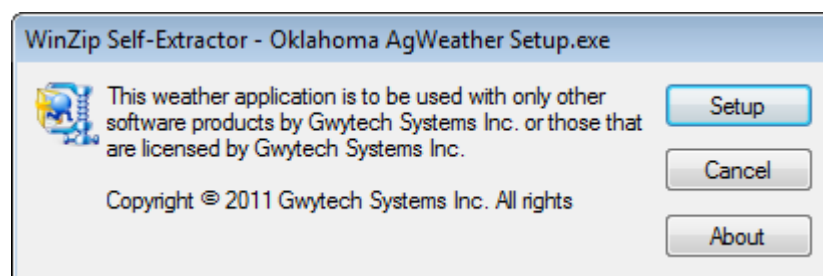 WinZip Self-Extractor - Oklahoma AgWeather Setup.exe
This weather application is to be used with only other
software products by Gwytech Systems Inc. or those that
are licensed by Gwytech Systems Inc.
Copyright © 2011 Gwytech Systems Inc. All rights
Setup
Cancel
About